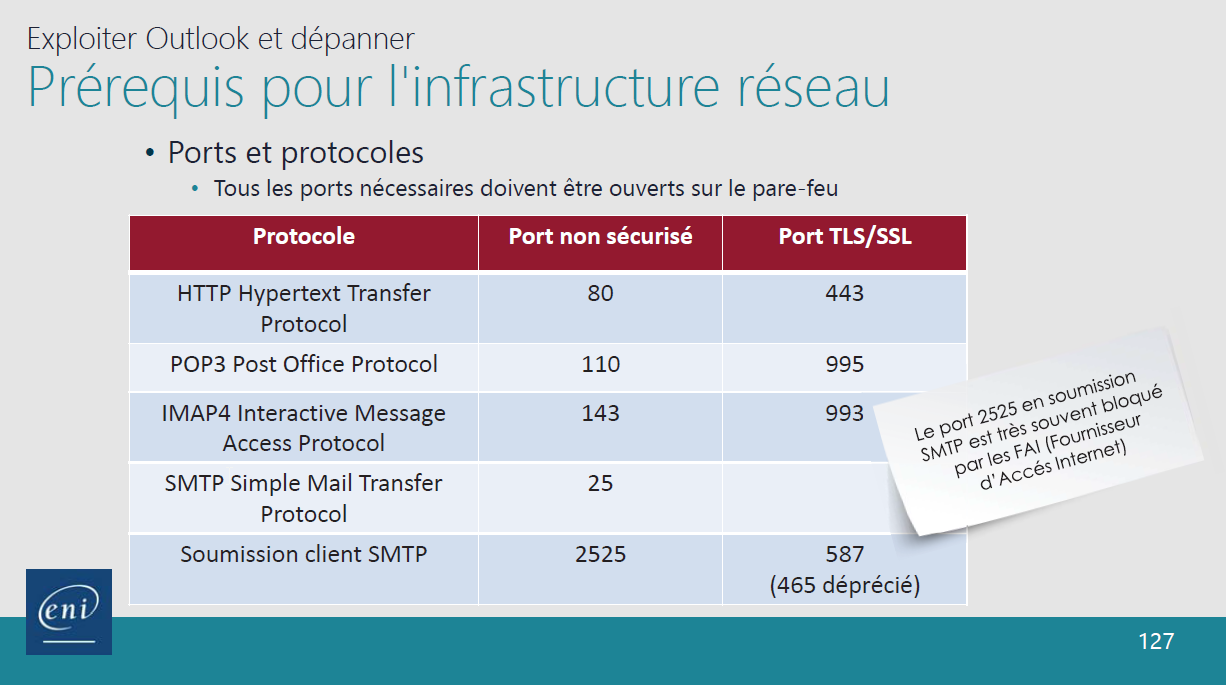 Exploiter Outlook et dépanner
Prérequis pour l'infrastructure réseau
• Ports et protocoles
• Tous les ports nécessaires doivent être ouverts sur le pare-feu
Protocole Port non sécurisé Port TLS/SSL
HTTP Hypertext Transfer 80 443
Protocol
POP3 Post Office Protocol 110 995
IMAP4 Interactive Message 143 993
Access Protocol
SMTP Simple Mail Transfer 25
Protocol
Soumission client SMTP 2525 587
(465 déprécié)
Le port 2525 en soumission
SMTP est très souvent bloqué
par les FAI (Fournisseur
d'Accés Internet)
eni
127